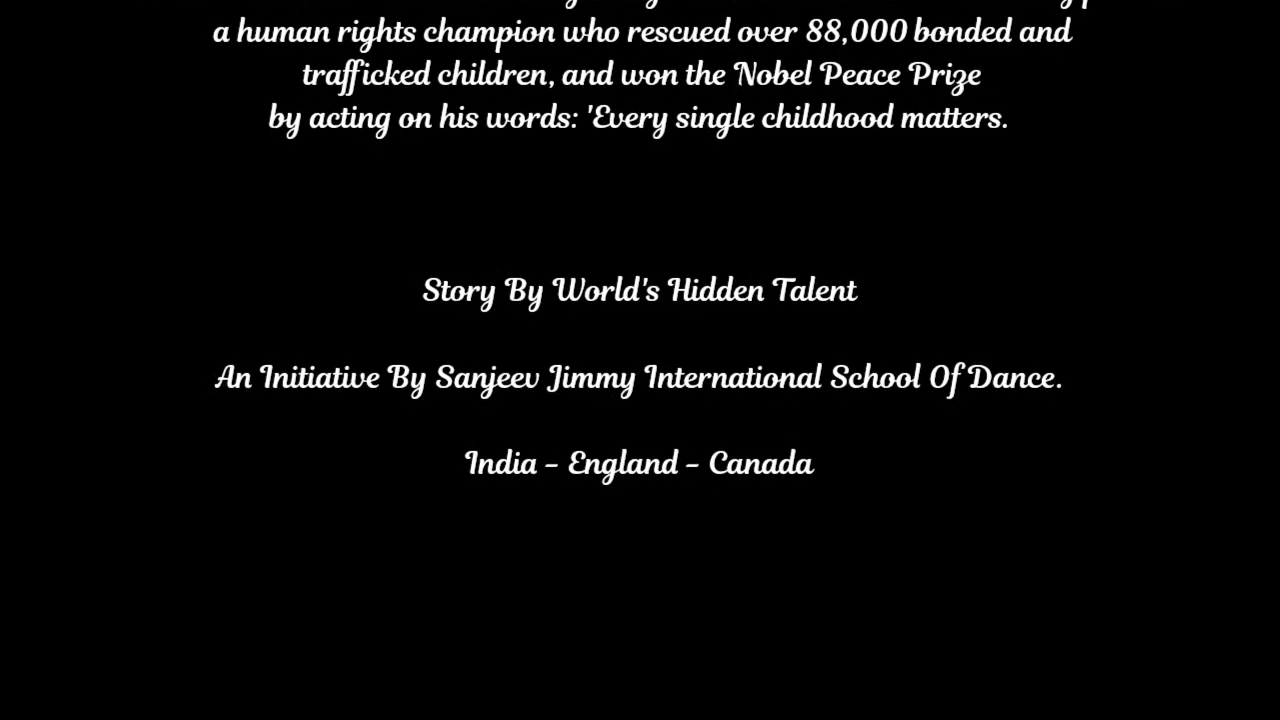 a human rights champion who rescued over 88,000 bonded and
trafficked children, and won the Nobel Peace Prize
by acting on his words: 'Every single childhood matters.
Story By World's Hidden Talent
An Initiative By Sanjeev Jimmy International School Of Dance.
India - England - Canada